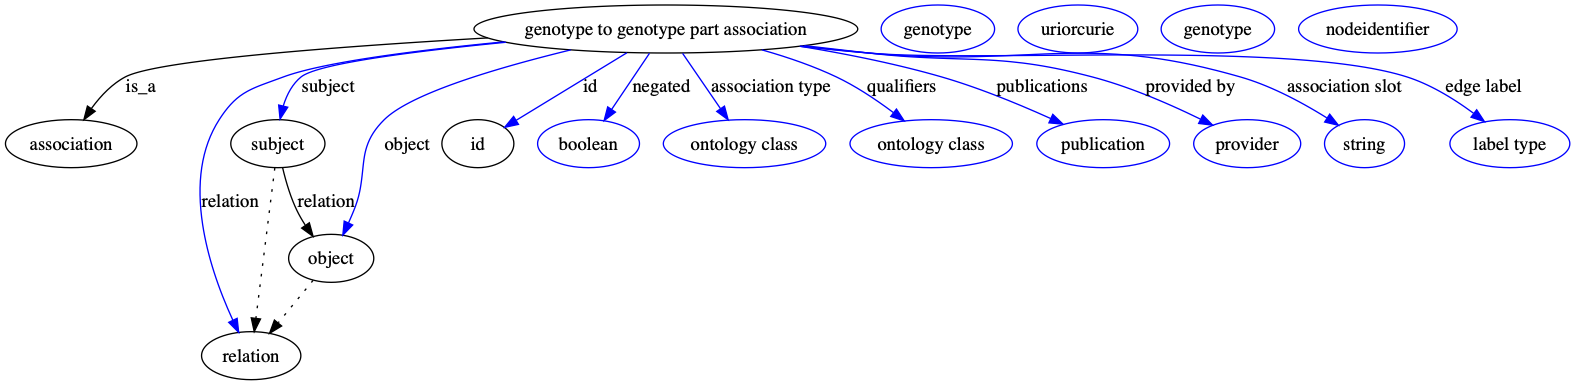 genotype to genotype part association
genotype
uriorcurie
genotype
nodeidentifier
is_a
subject
object
id
negated
association type
qualifiers
publications
provided by
association slot
edge label
association
subject
id
boolean
ontology class
ontology class
publication
provider
string
label type
relation
relation
object
relation